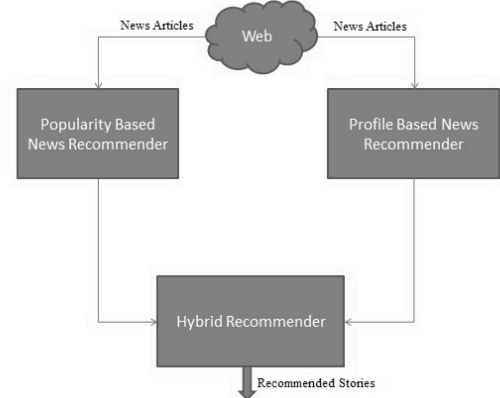 News Articles
Web
News Articles
Popularity Based
News Recommender
Profile Based News
Recommender
Hybrid Recommender
Recommended Stories